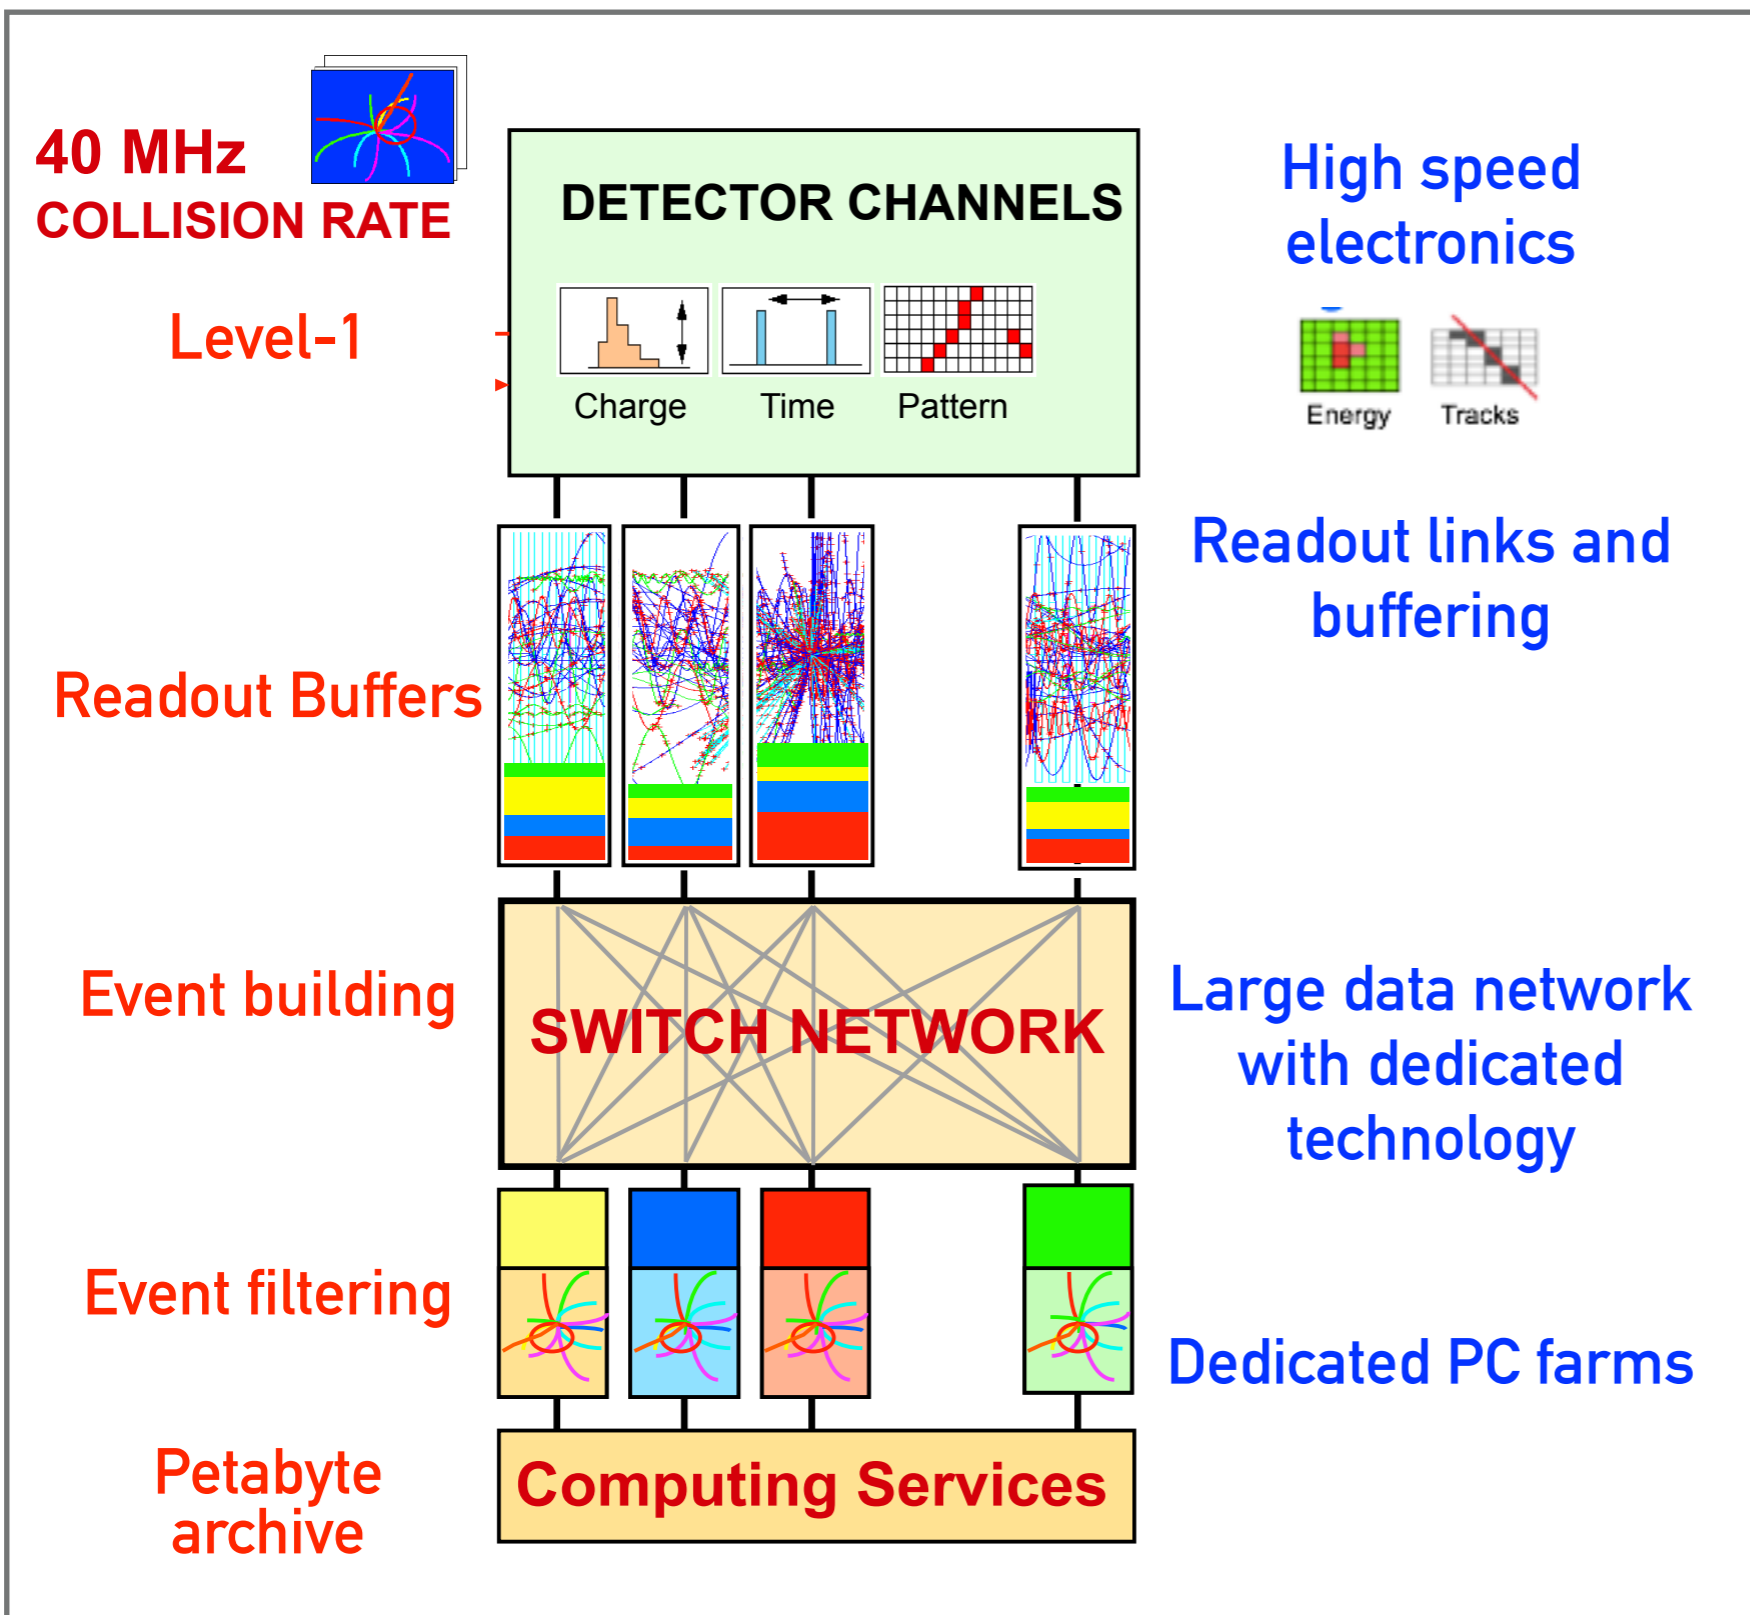 40 MHz
COLLISION RATE
DETECTOR CHANNELS
High speed
electronics
Level-1
Charge
Time
Pattern
Energy
Tracks
Readout links and
buffering
Readout Buffers
Event building
SWITCH NETWORK
Large data network
with dedicated
technology
Event filtering
Dedicated PC farms
Petabyte
archive
Computing Services